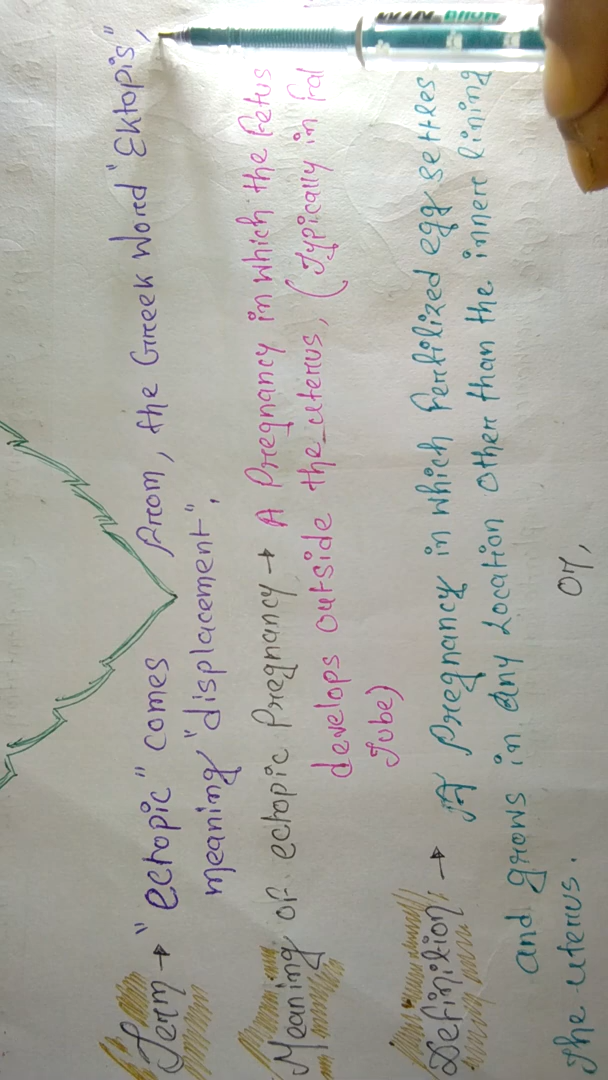 Term → "ectopic" comes from, the Greek word "Ektopis",
meaning "displacement".
Meaning of ectopic Pregnancy → A Pregnancy in which the fetus
develops outside the uterus, (Typically in fal
Tube)
Definition → A Pregnancy in which fertilized egg settles
and grows in any Location other than the inner lining
the uterus.
or,